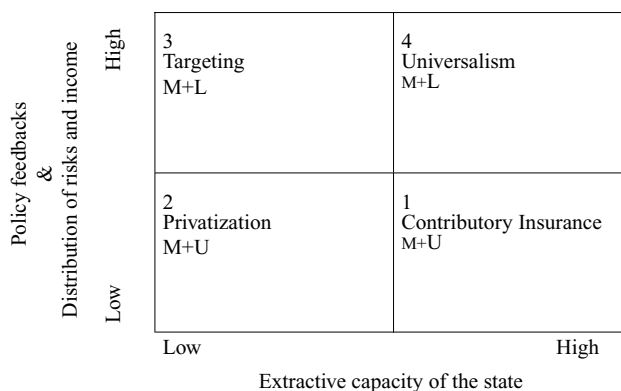 Policy feedbacks
&
Distribution of risks and income
High
Low
3
Targeting
M+L
4
Universalism
M+L
2
Privatization
M+U
1
Contributory Insurance
M+U
Low
High
Extractive capacity of the state